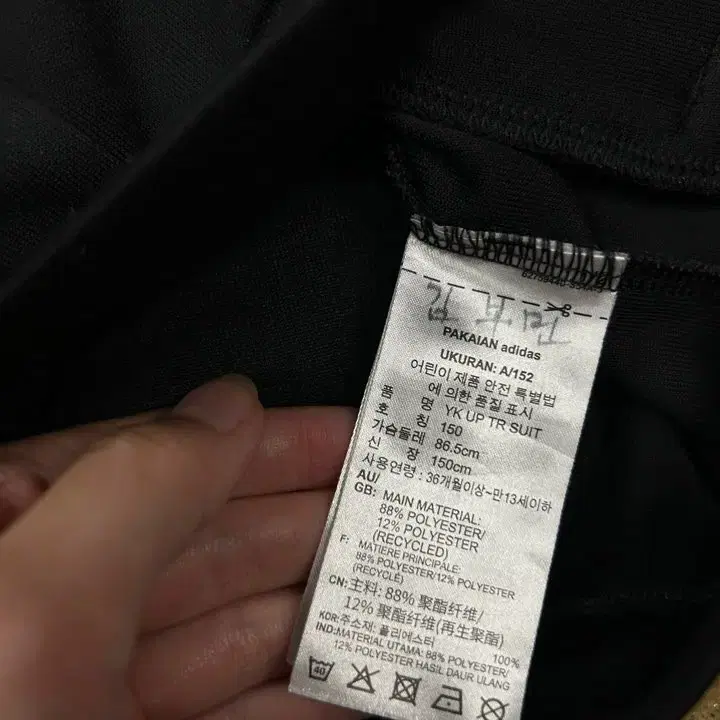 김
PAKAIAN adidas
UKURAN: A/152
어린이 제품 안전 특별법
에 의한 품질 표시
품 명 YK UP TR SUIT
호 칭 150
가슴둘레 86.5cm
신 장 150cm
사용연령 : 36개월이상~만13세이하
AU/
GB: MAIN MATERIAL:
88% POLYESTER/
12% POLYESTER
(RECYCLED)
F: MATIERE PRINCIPALE:
88% POLYESTER/12% POLYESTER
(RECYCLÉ)
CN: 主料: 88% 聚酯纤维/
12% 聚酯纤维(再生聚酯)
KOR: 주소재: 폴리에스터 100%
IND: MATERIAL UTAMA: 88% POLYESTER/
12% POLYESTER HASIL DAUR ULANG
40